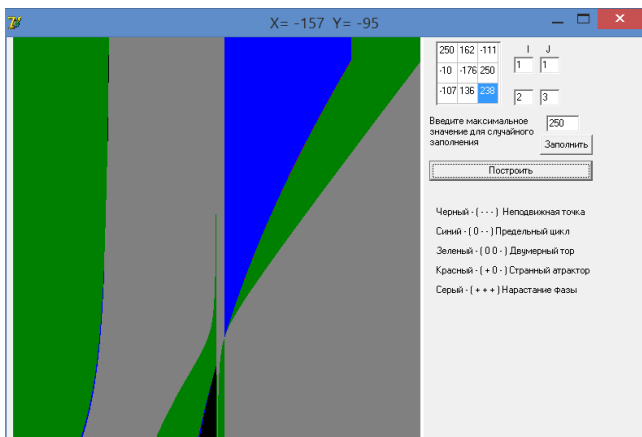 X= -157 Y= -95
250 162 -111
I J
-10 -176 250
1 1
-107 136 238
2 3
Введите максимальное
значение для случайного
заполнения
250
Заполнить
Построить
Черный - ( - - - ) Неподвижная точка
Синий - ( 0 - - ) Предельный цикл
Зеленый - ( 0 0 - ) Двумерный тор
Красный - ( + 0 - ) Странный атрактор
Серый - ( + + + ) Нарастание фазы